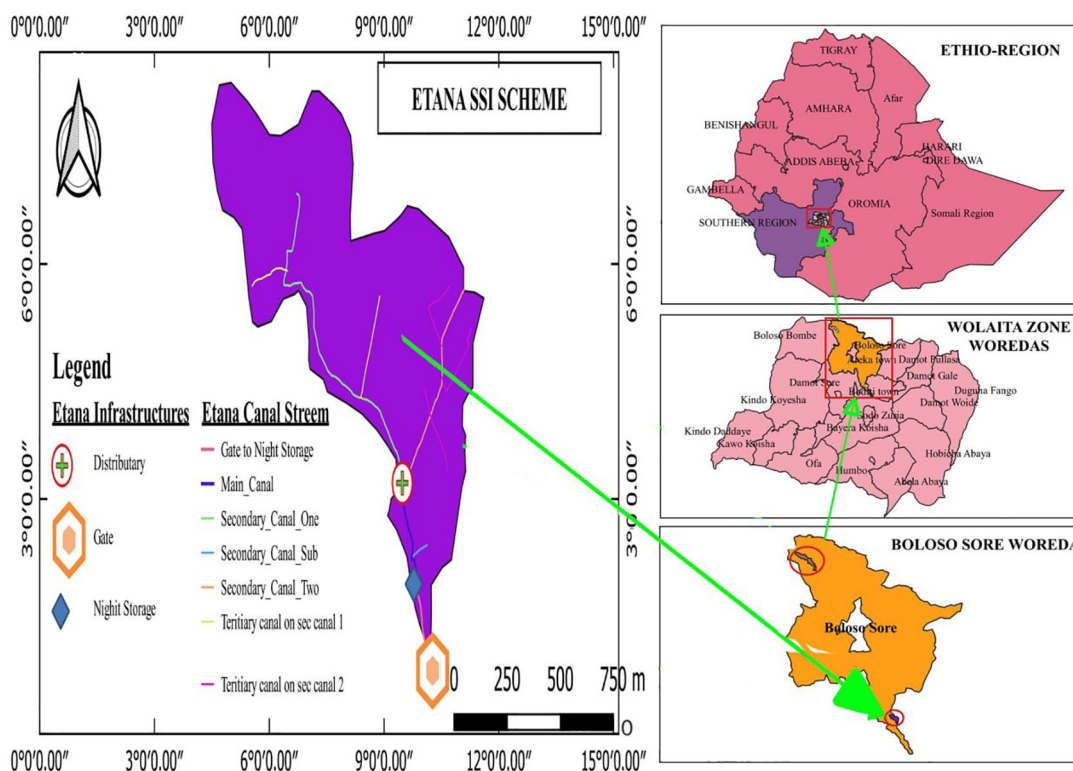 0°0'0.00″ 3°0'0.00″ 6°0'0.00″ 9°0'0.00″ 12°0'0.00″ 15°0'0.00″
ETANA SSI SCHEME
6°0'0.00″
6°0'0.00″
3°0'0.00″
3°0'0.00″
Legend
Etana Infrastructures
Distributary
Gate
Nighit Storage
Etana Canal Streem
Gate to Night Storage
Main_Canal
Secondary_Canal_One
Secondary_Canal_Sub
Secondary_Canal_Two
Teritiary canal on sec canal 1
Teritiary canal on sec canal 2
0 250 500 750 m
0
0°0'0.00″ 3°0'0.00″ 6°0'0.00″ 9°0'0.00″ 12°0'0.00″ 15°0'0.00″
ETHIO-REGION
TIGRAY
AMHARA
Afar
BENISHANGUL
HARARI
DIRE DAWA
ADDIS ABEBA
GAMBELLA
OROMIA
SOUTHERN REGION
Somali Region
WOLAITA ZONE
WOREDAS
Boloso Bombe
Boloso Sore
Areka town
Damot Pullasa
Damot Gale
Damot Sore
Boditi town
Duguna Fango
Kindo Koyesha
Damot Woide
Sodo Zuria
Bayera Koisha
Kindo Daddaye
Kawo Koisha
Hobicha Abaya
Ofa
Humbo
Abala Abaya
BOLOSO SORE WOREDA
Boloso Sore